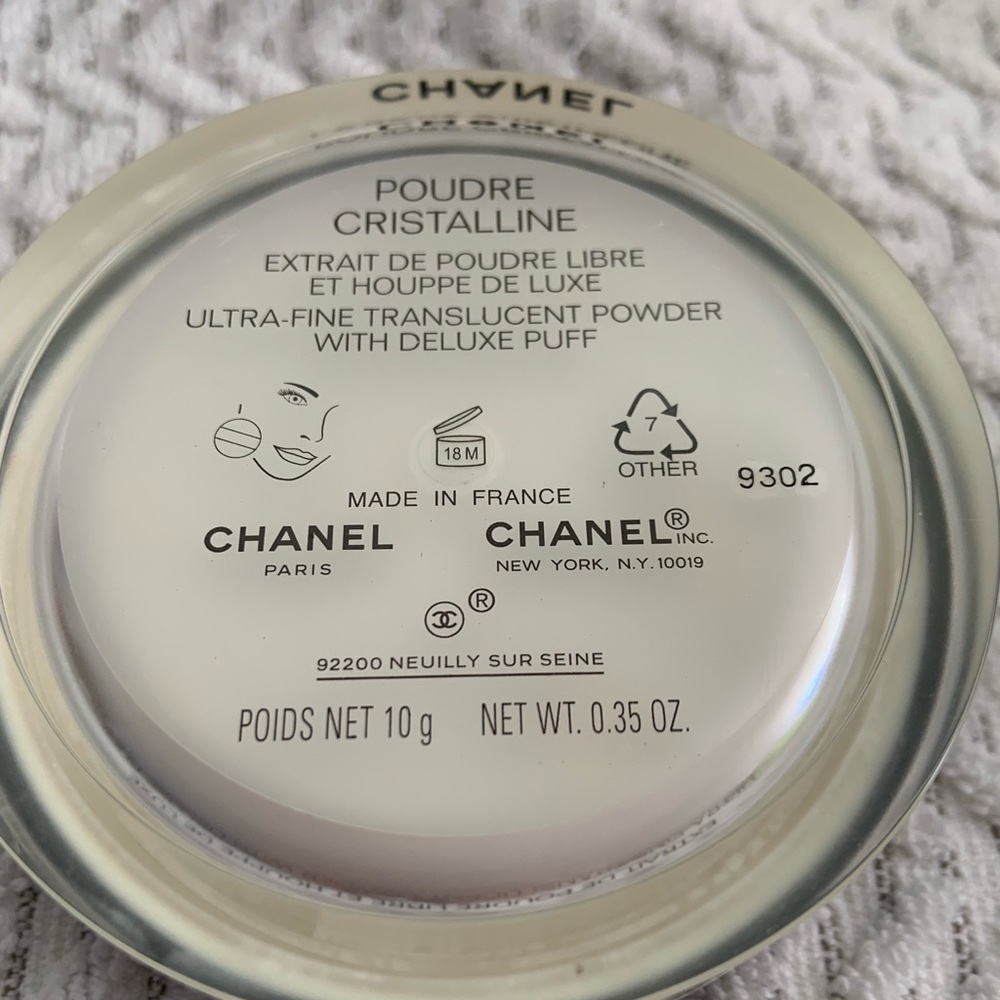 CHANEL
POUDRE
CRISTALLINE
EXTRAIT DE POUDRE LIBRE
ET HOUPPE DE LUXE
ULTRA-FINE TRANSLUCENT POWDER
WITH DELUXE PUFF
18 M
7
OTHER
9302
MADE IN FRANCE
CHANEL
PARIS
CHANEL® INC.
NEW YORK, N.Y. 10019
®
92200 NEUILLY SUR SEINE
POIDS NET 10 g NET WT. 0.35 OZ.